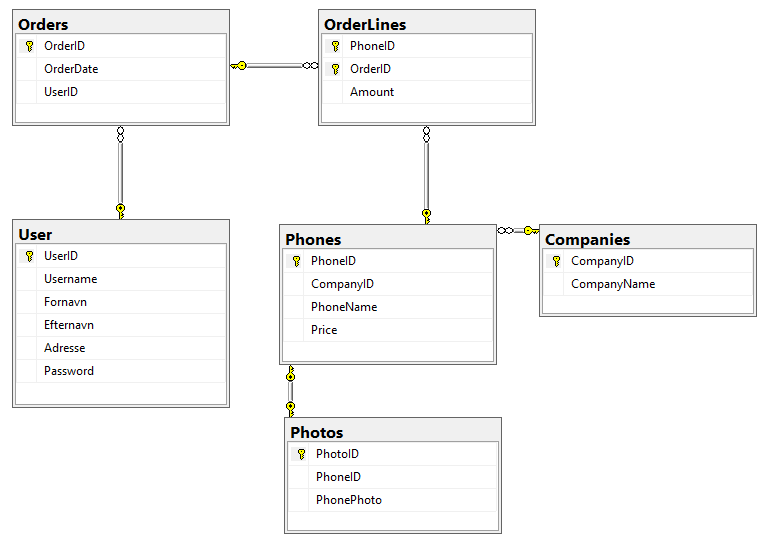 Orders
OrderID
OrderDate
UserID
OrderLines
PhoneID
OrderID
Amount
User
UserID
Username
Fornavn
Efternavn
Adresse
Password
Phones
PhoneID
CompanyID
PhoneName
Price
Companies
CompanyID
CompanyName
Photos
PhotoID
PhoneID
PhonePhoto